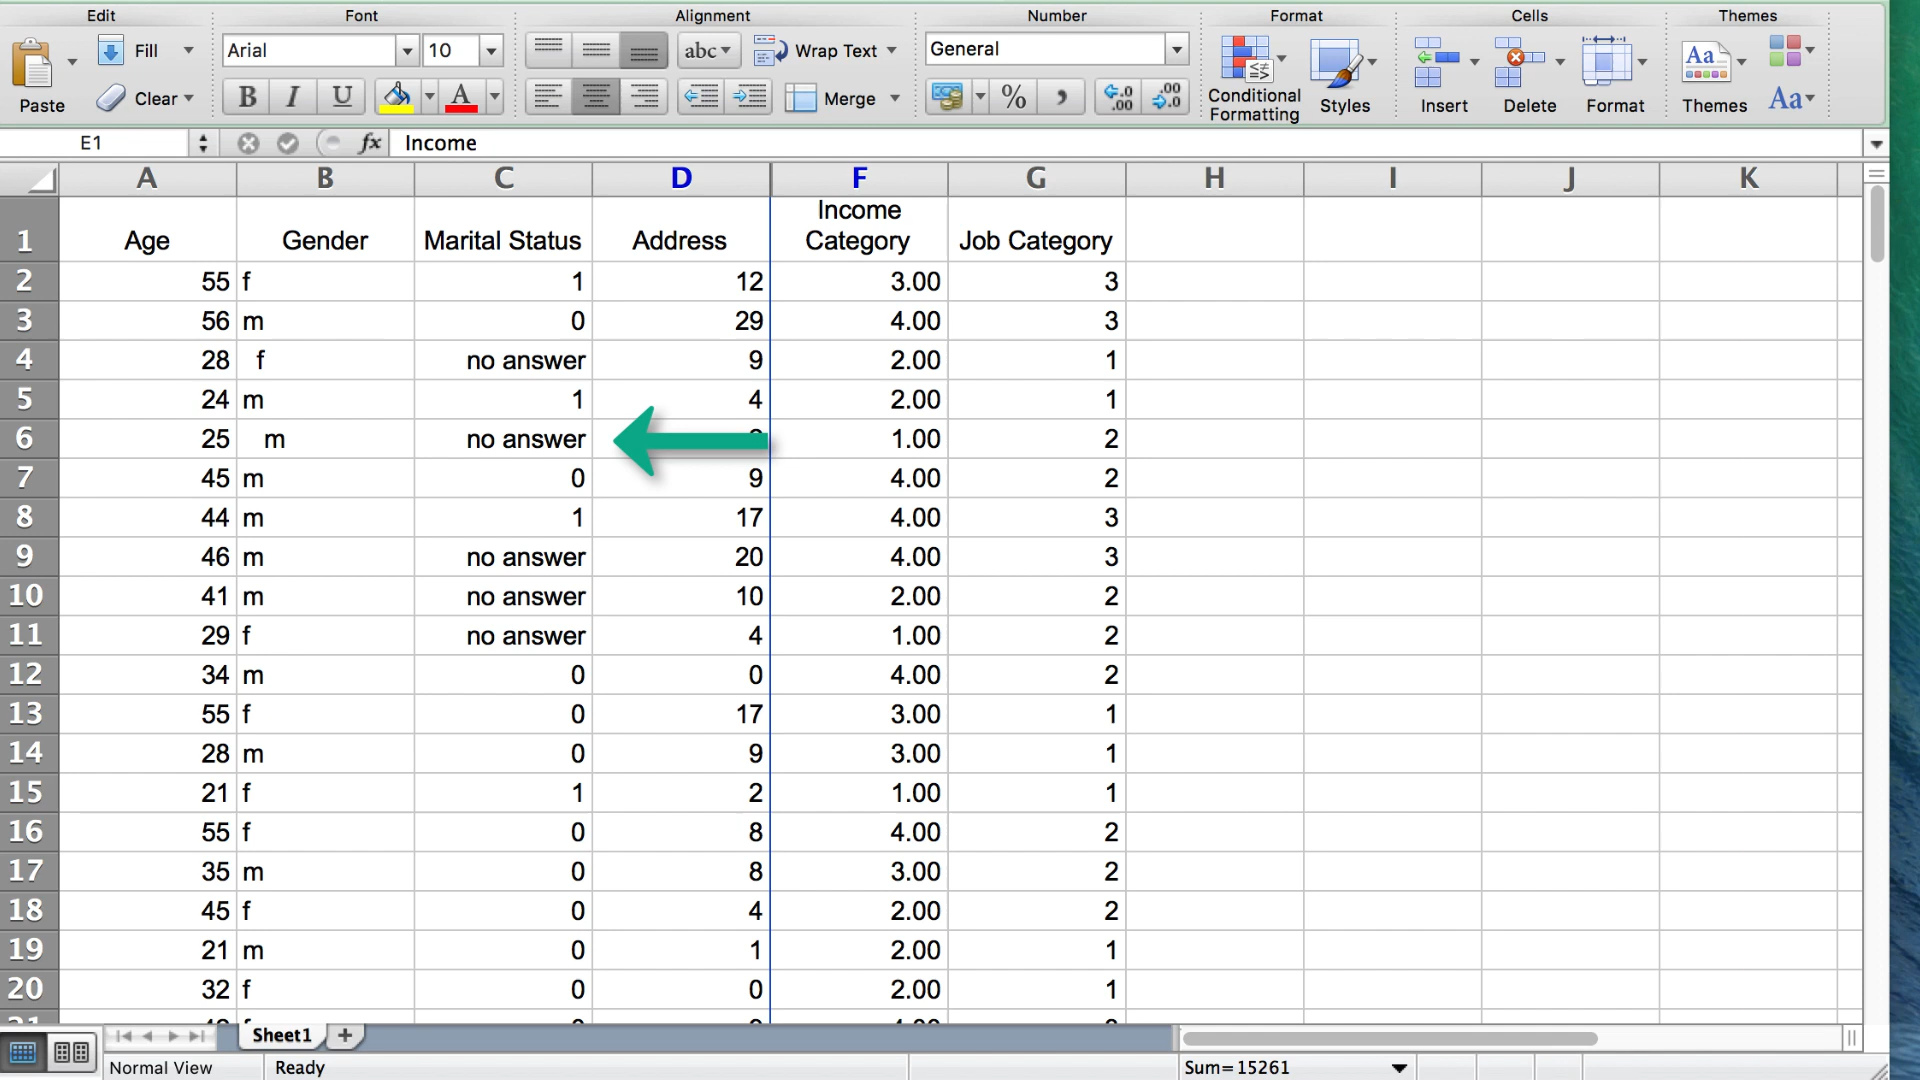 Edit Font Alignment Number Format Cells Themes
Fill Arial 10 abc Wrap Text General
Paste Clear B I U A Merge % Conditional Formatting Styles Insert Delete Format Themes
E1 fx Income
A B C D F G H I J K
1 Age Gender Marital Status Address Income Category Job Category
2 55 f 1 12 3.00 3
3 56 m 0 29 4.00 3
4 28 f no answer 9 2.00 1
5 24 m 1 4 2.00 1
6 25 m no answer 1.00 2
7 45 m 0 9 4.00 2
8 44 m 1 17 4.00 3
9 46 m no answer 20 4.00 3
10 41 m no answer 10 2.00 2
11 29 f no answer 4 1.00 2
12 34 m 0 0 4.00 2
13 55 f 0 17 3.00 1
14 28 m 0 9 3.00 1
15 21 f 1 2 1.00 1
16 55 f 0 8 4.00 2
17 35 m 0 8 3.00 2
18 45 f 0 4 2.00 2
19 21 m 0 1 2.00 1
20 32 f 0 0 2.00 1
Sheet1
Normal View Ready Sum=15261